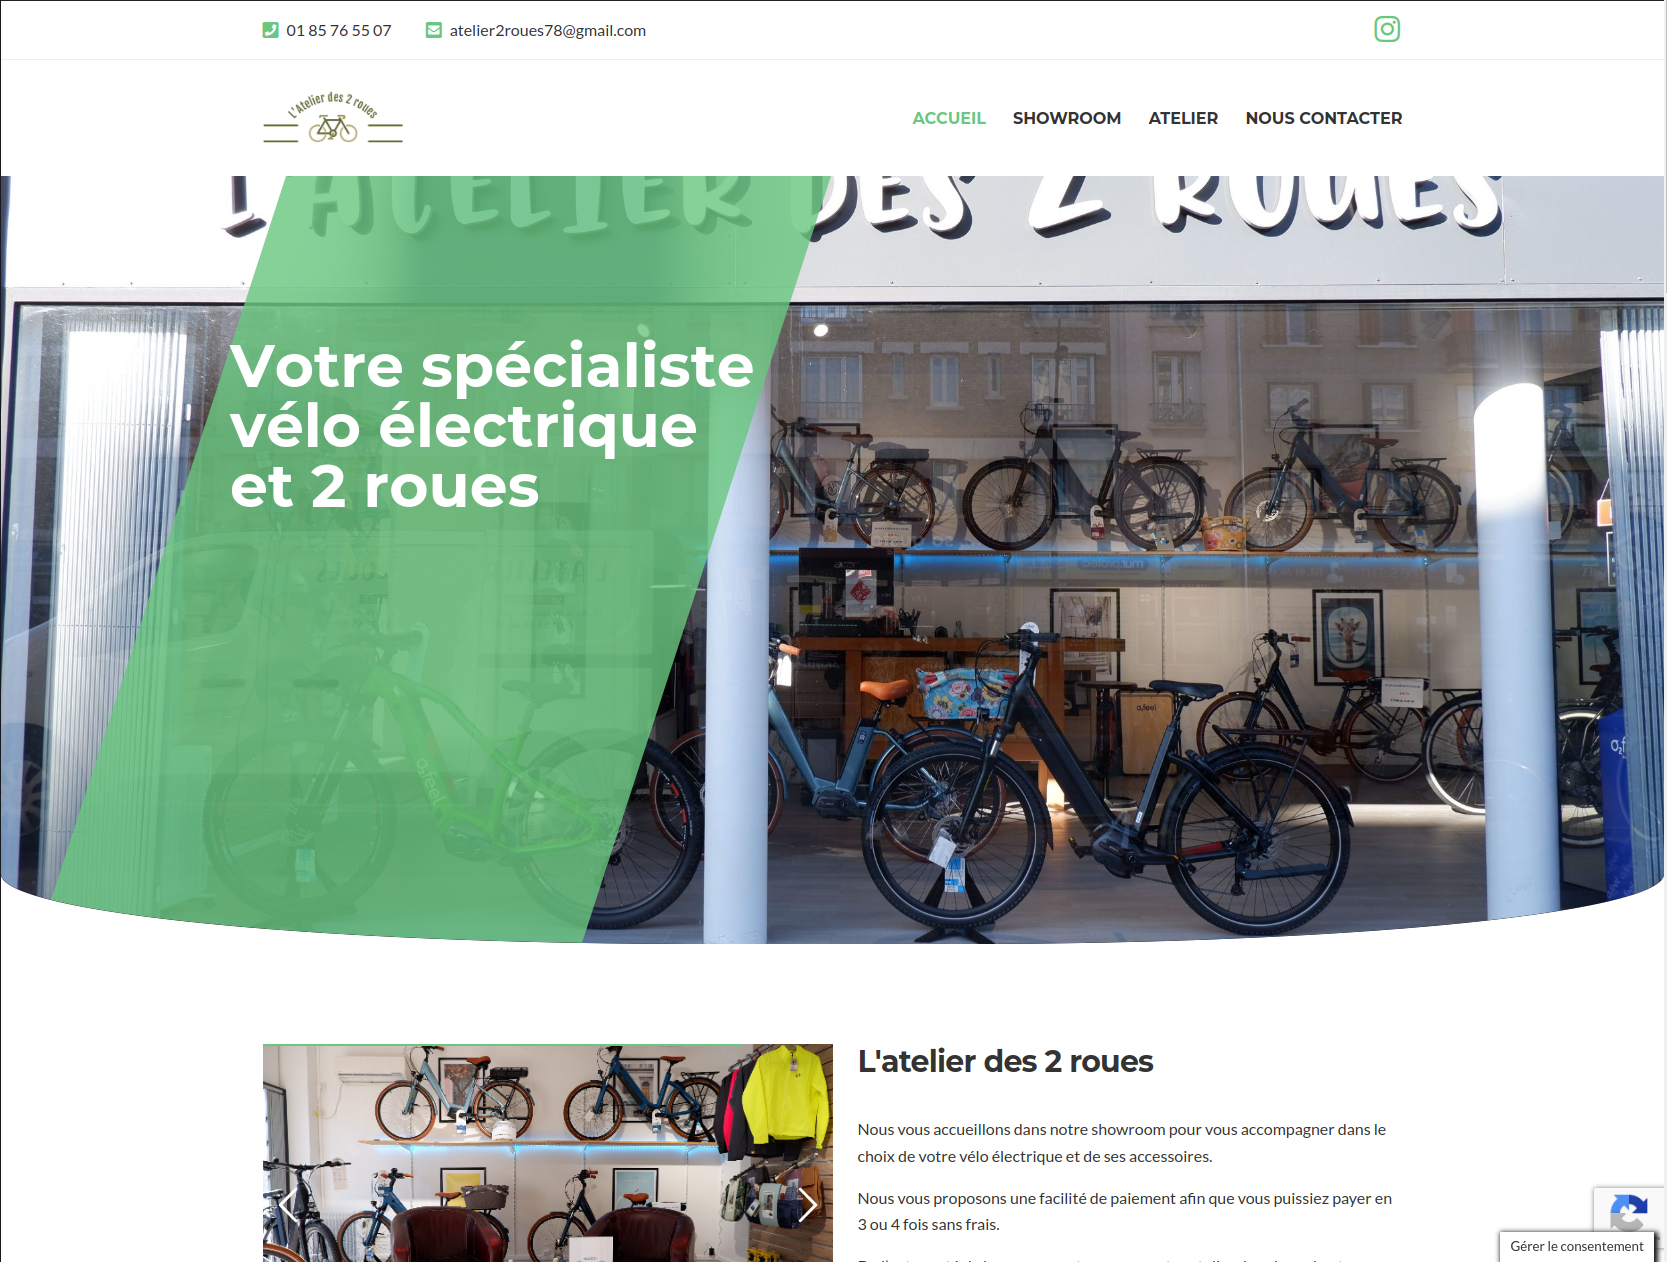 01 85 76 55 07
atelier2roues78@gmail.com
L'Atelier des 2 roues
ACCUEIL
SHOWROOM
ATELIER
NOUS CONTACTER
L'ATELIER DES 2 ROUES
Votre spécialiste
vélo électrique
et 2 roues
L'atelier des 2 roues
Nous vous accueillons dans notre showroom pour vous accompagner dans le
choix de votre vélo électrique et de ses accessoires.
Nous vous proposons une facilité de paiement afin que vous puissiez payer en
3 ou 4 fois sans frais.
Gérer le consentement